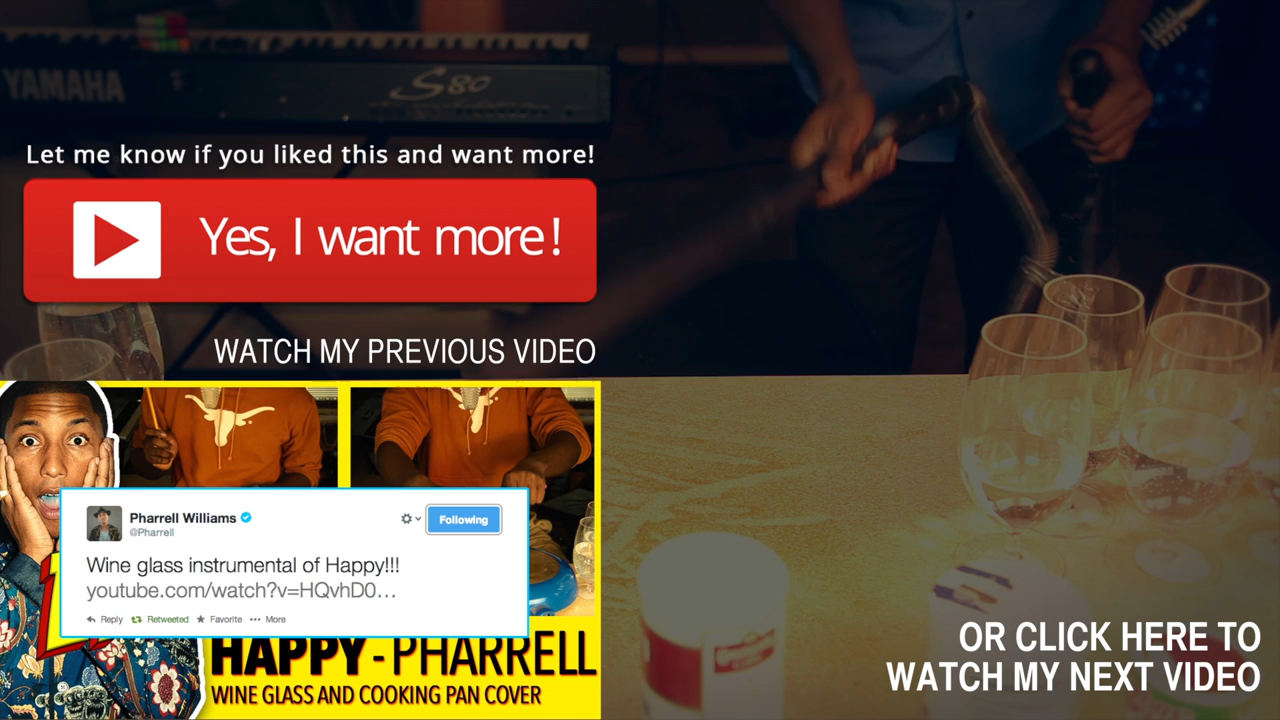 YAMAHA
S80
Let me know if you liked this and want more!
Yes, I want more!
WATCH MY PREVIOUS VIDEO
Pharrell Williams
@Pharrell
Following
Wine glass instrumental of Happy!!!
youtube.com/watch?v=HQvhD0…
Reply Retweeted Favorite ••• More
HAPPY - PHARRELL
WINE GLASS AND COOKING PAN COVER
OR CLICK HERE TO
WATCH MY NEXT VIDEO